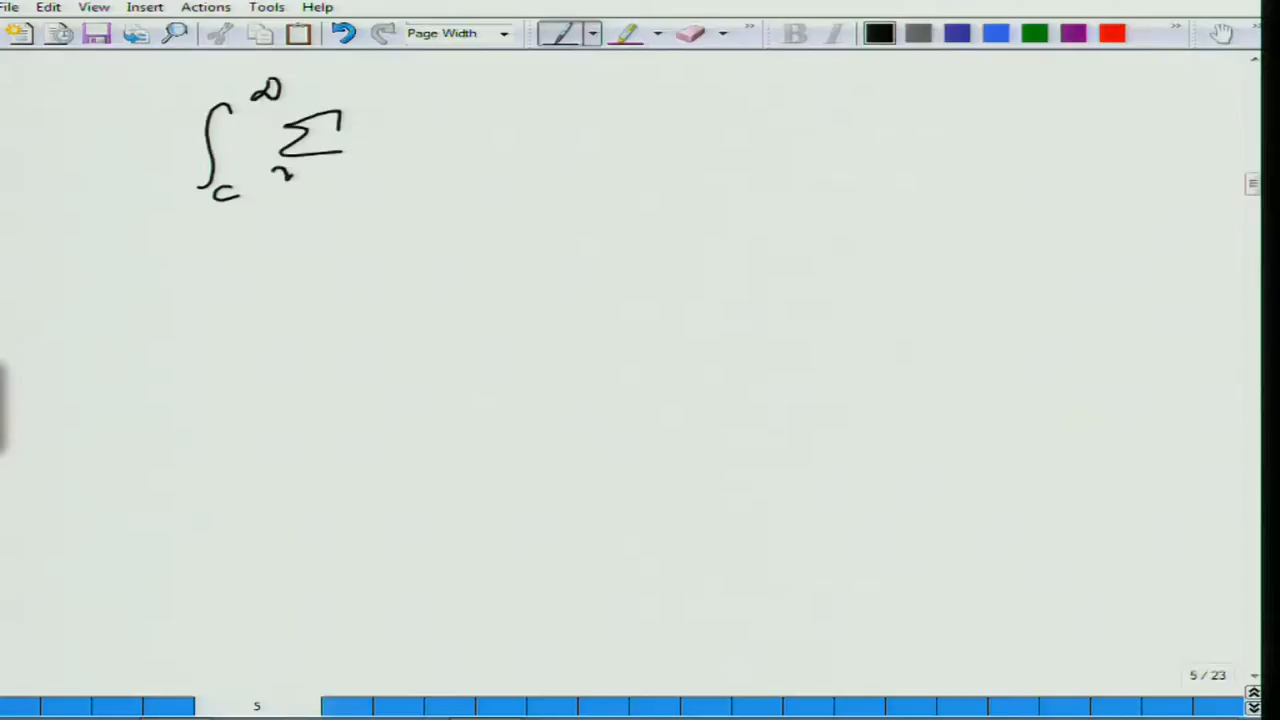 File Edit View Insert Actions Tools Help
Page Width
∫ ∞ Σ
C
5 / 23
5